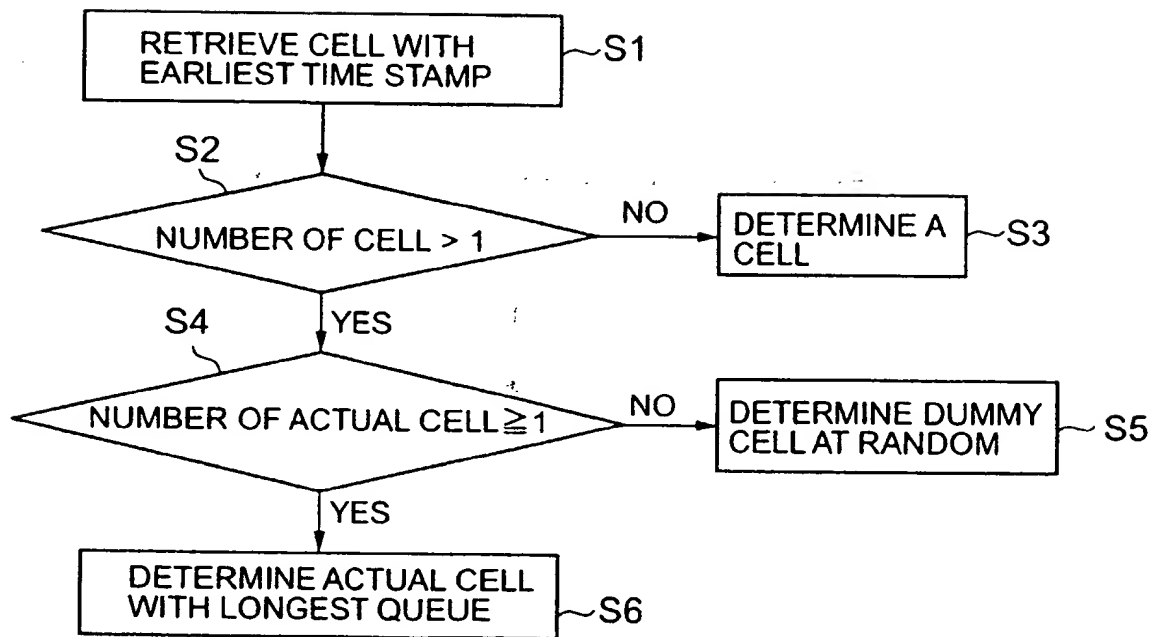 RETRIEVE CELL WITH
EARLIEST TIME STAMP
S1
S2
NUMBER OF CELL > 1
NO
DETERMINE A
CELL
S3
YES
S4
NUMBER OF ACTUAL CELL ≧ 1
NO
DETERMINE DUMMY
CELL AT RANDOM
S5
YES
DETERMINE ACTUAL CELL
WITH LONGEST QUEUE
S6